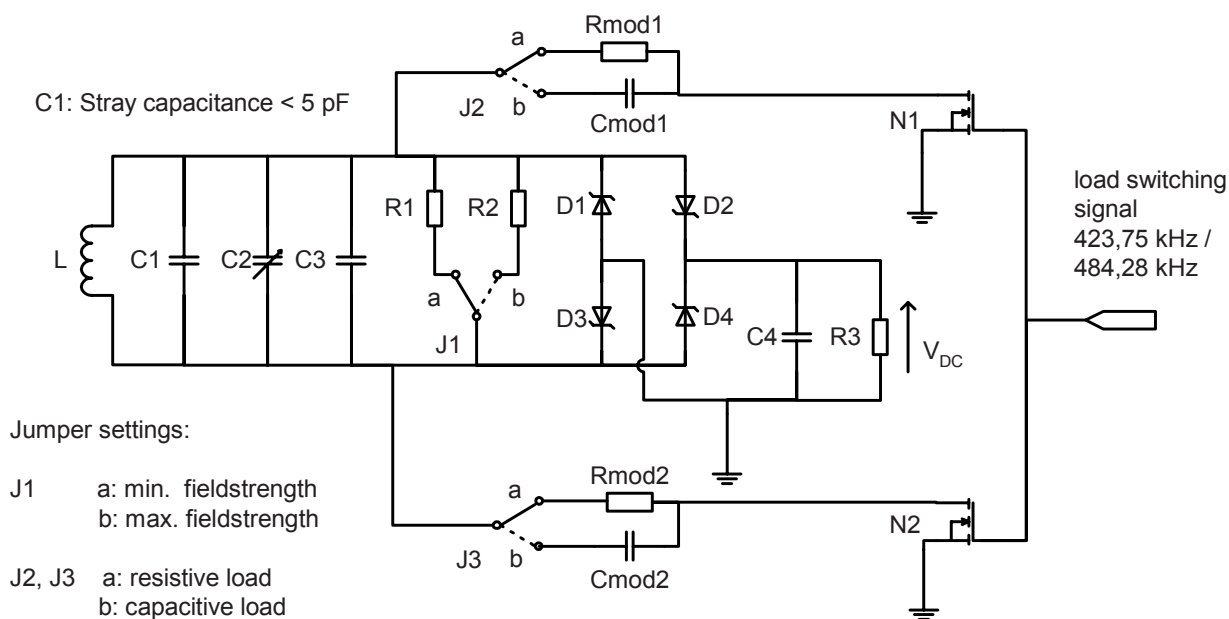 Rmod1
a
C1: Stray capacitance < 5 pF
J2
b
Cmod1
N1
load switching
signal
423,75 kHz /
484,28 kHz
L
C1
C2
C3
R1
R2
D1
D2
a
b
J1
D3
D4
C4
R3
VDC
Jumper settings:
J1 a: min. fieldstrength
b: max. fieldstrength
J2, J3 a: resistive load
b: capacitive load
a
Rmod2
J3
b
Cmod2
N2